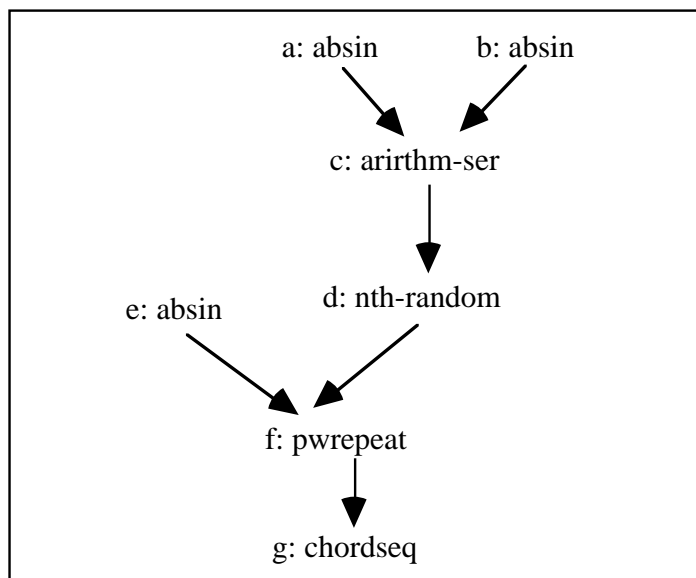 a: absin
b: absin
c: arirthm-ser
d: nth-random
e: absin
f: pwrepeat
g: chordseq